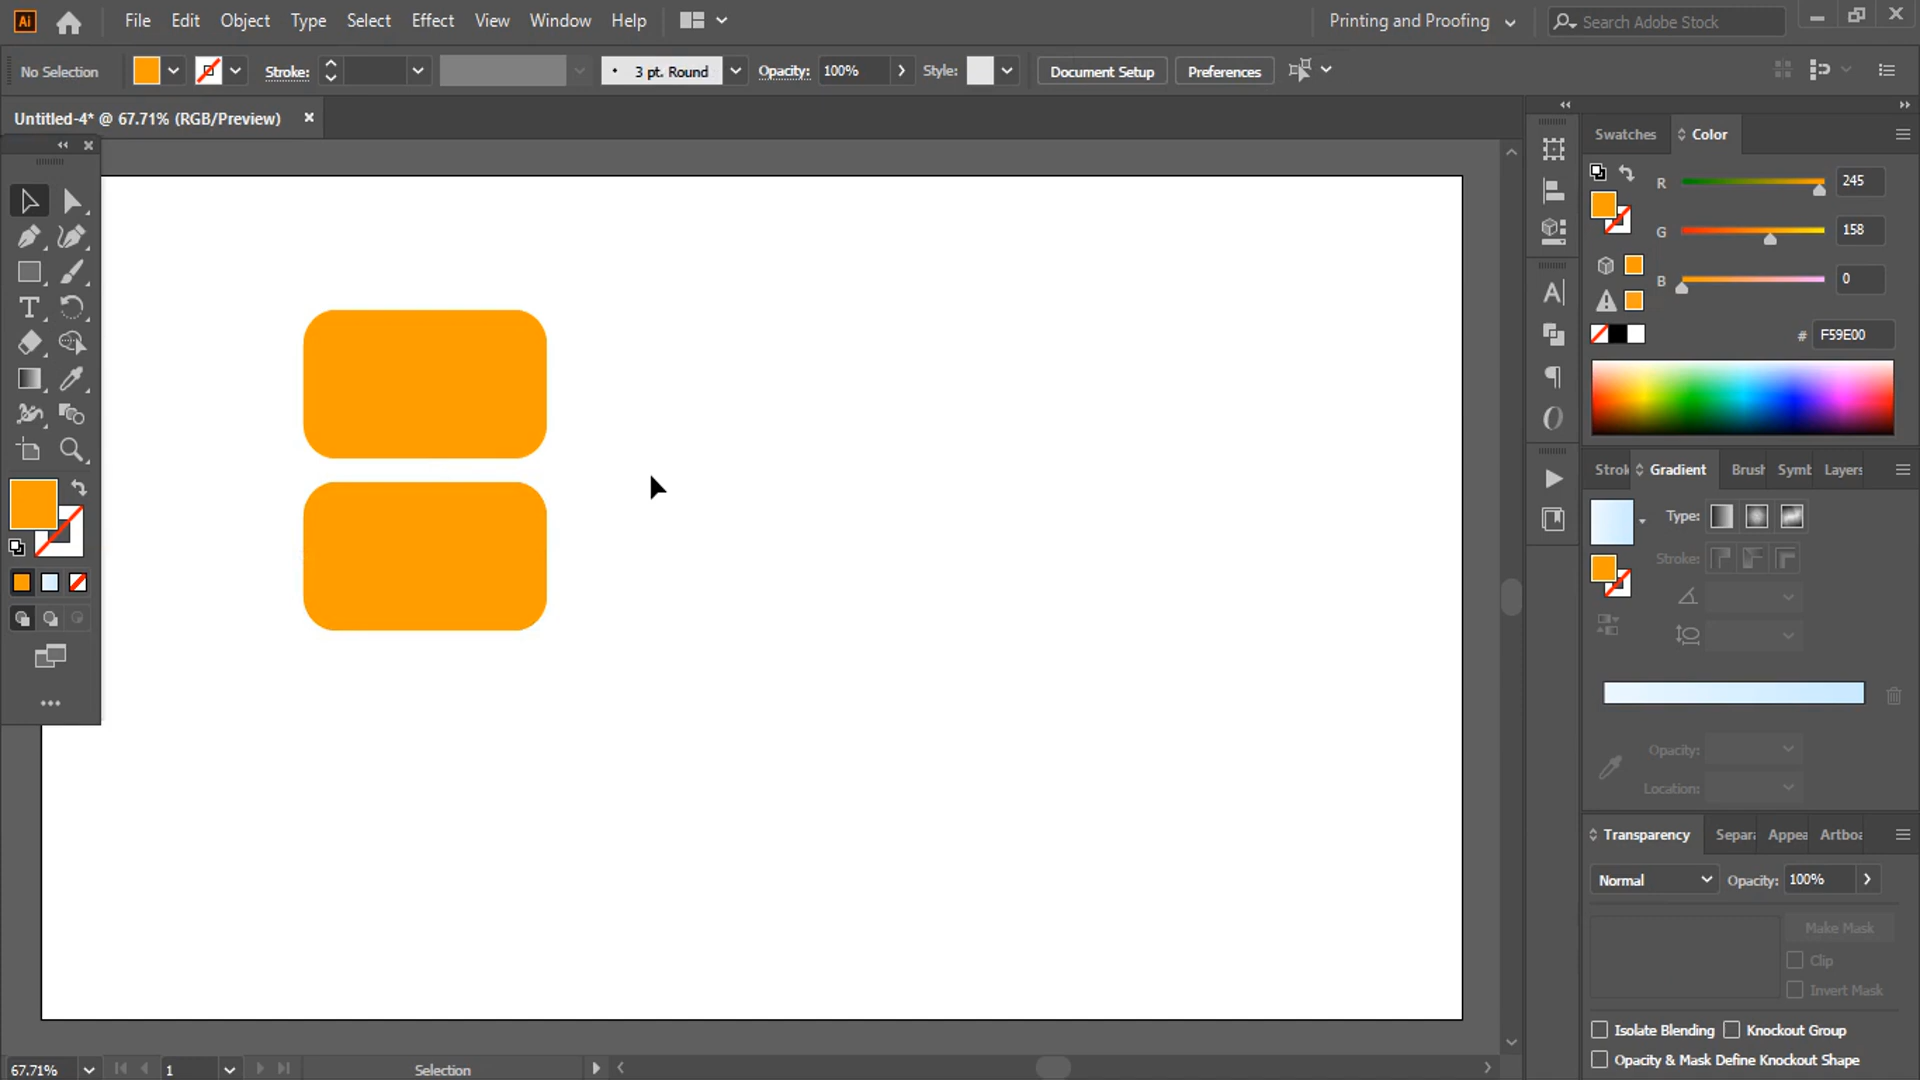 Ai File Edit Object Type Select Effect View Window Help Printing and Proofing Search Adobe Stock
No Selection Stroke: 3 pt. Round Opacity: 100% Style: Document Setup Preferences
Untitled-4* @ 67.71% (RGB/Preview)
Swatches Color
R 245
G 158
B 0
# F59E00
Strok Gradient Brush Symb Layers
Type:
Stroke:
Opacity:
Location:
Transparency Separ Appea Artboa
Normal Opacity: 100%
Make Mask
Clip
Invert Mask
Isolate Blending Knockout Group
Opacity & Mask Define Knockout Shape
67.71% 1 Selection